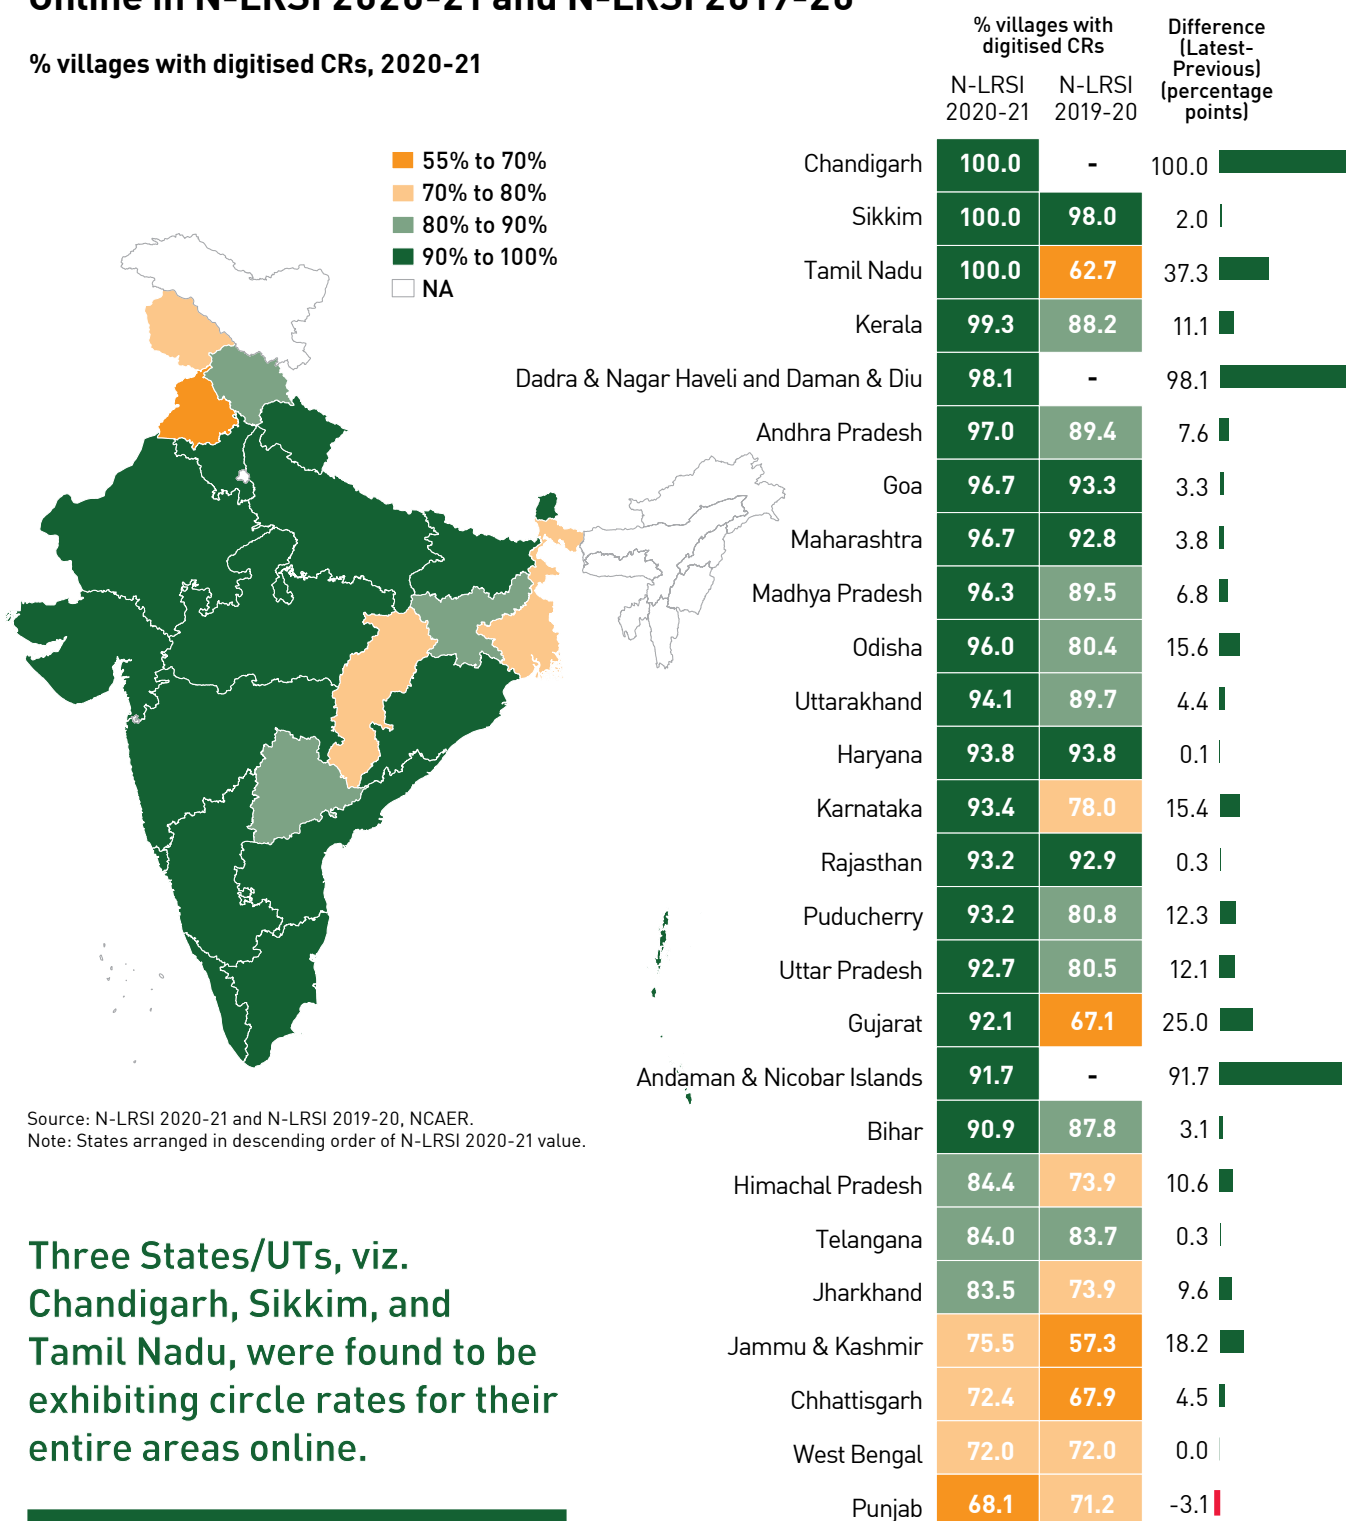 Online in N-LRSI 2020-21 and N-LRSI 2019-20
% villages with digitised CRs, 2020-21
55% to 70%
70% to 80%
80% to 90%
90% to 100%
NA
% villages with
digitised CRs
Difference
(Latest-
Previous)
(percentage
points)
N-LRSI
2020-21
N-LRSI
2019-20
Chandigarh 100.0 - 100.0
Sikkim 100.0 98.0 2.0
Tamil Nadu 100.0 62.7 37.3
Kerala 99.3 88.2 11.1
Dadra & Nagar Haveli and Daman & Diu 98.1 - 98.1
Andhra Pradesh 97.0 89.4 7.6
Goa 96.7 93.3 3.3
Maharashtra 96.7 92.8 3.8
Madhya Pradesh 96.3 89.5 6.8
Odisha 96.0 80.4 15.6
Uttarakhand 94.1 89.7 4.4
Haryana 93.8 93.8 0.1
Karnataka 93.4 78.0 15.4
Rajasthan 93.2 92.9 0.3
Puducherry 93.2 80.8 12.3
Uttar Pradesh 92.7 80.5 12.1
Gujarat 92.1 67.1 25.0
Andaman & Nicobar Islands 91.7 - 91.7
Bihar 90.9 87.8 3.1
Himachal Pradesh 84.4 73.9 10.6
Telangana 84.0 83.7 0.3
Jharkhand 83.5 73.9 9.6
Jammu & Kashmir 75.5 57.3 18.2
Chhattisgarh 72.4 67.9 4.5
West Bengal 72.0 72.0 0.0
Punjab 68.1 71.2 -3.1
Source: N-LRSI 2020-21 and N-LRSI 2019-20, NCAER.
Note: States arranged in descending order of N-LRSI 2020-21 value.
Three States/UTs, viz.
Chandigarh, Sikkim, and
Tamil Nadu, were found to be
exhibiting circle rates for their
entire areas online.